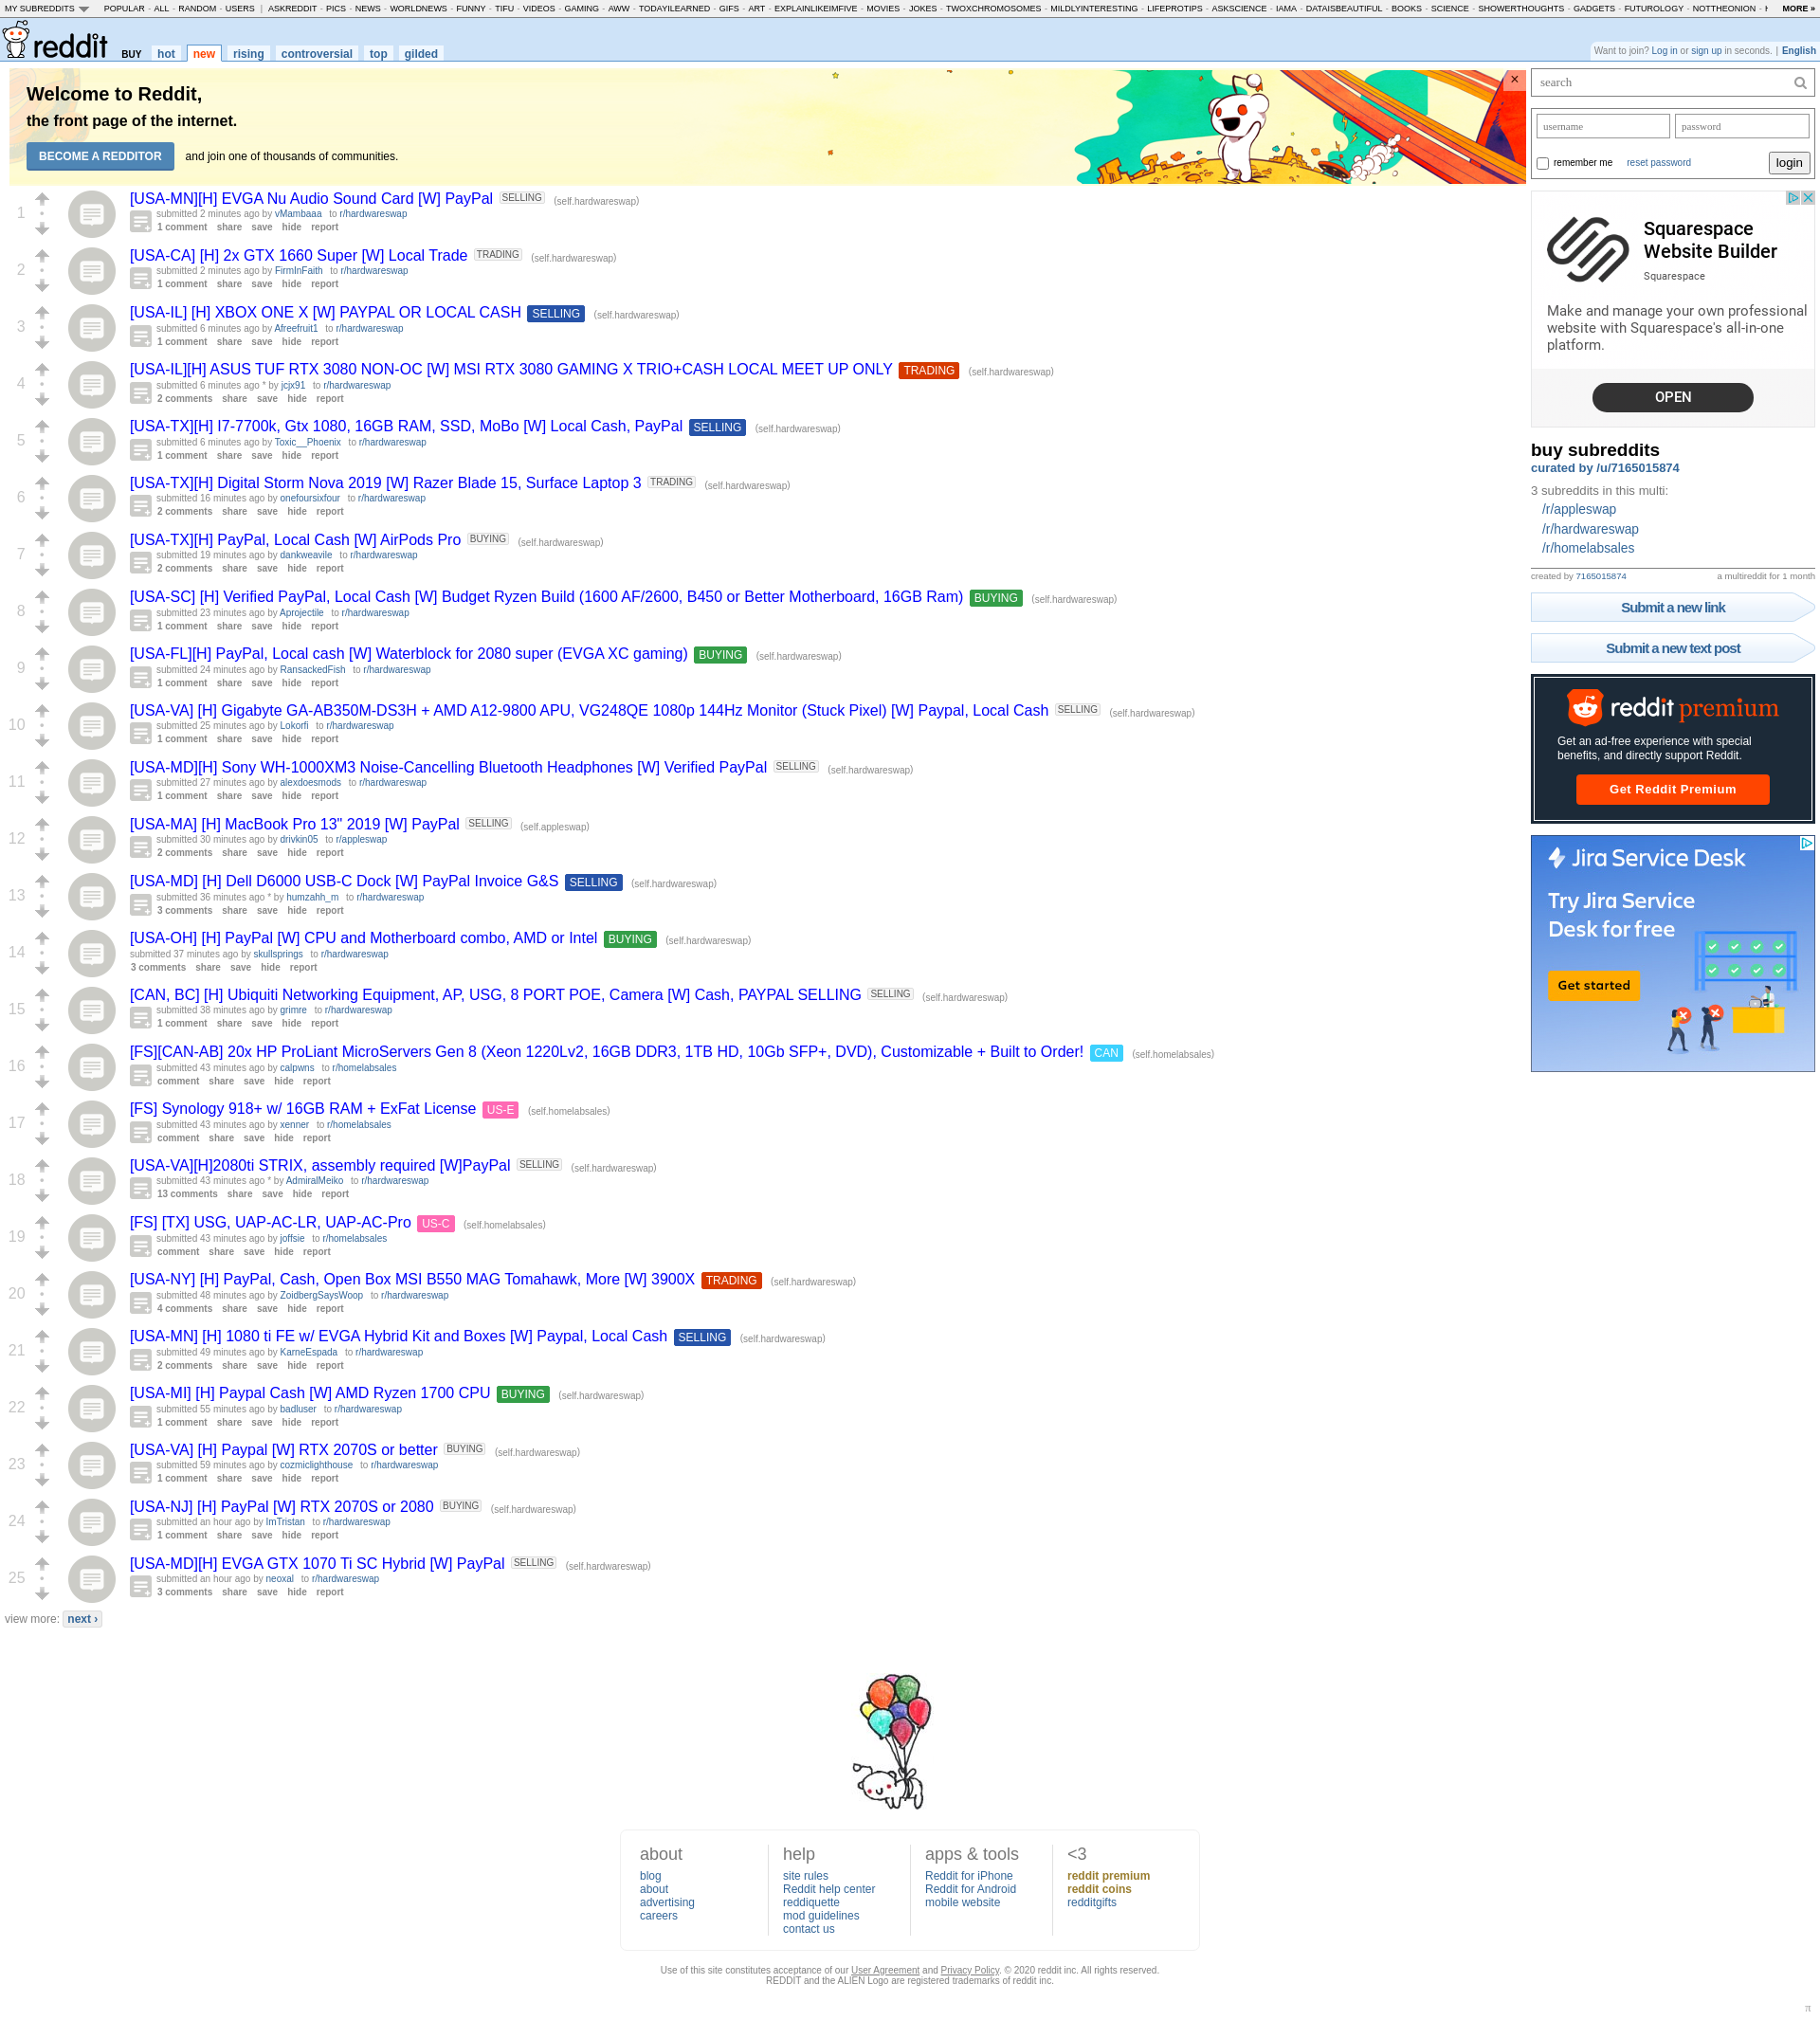 MY SUBREDDITS POPULAR - ALL - RANDOM - USERS | ASKREDDIT - PICS - NEWS - WORLDNEWS - FUNNY - TIFU - VIDEOS - GAMING - AWW - TODAYILEARNED - GIFS - ART - EXPLAINLIKEIMFIVE - MOVIES - JOKES - TWOXCHROMOSOMES - MILDLYINTERESTING - LIFEPROTIPS - ASKSCIENCE - IAMA - DATAISBEAUTIFUL - BOOKS - SCIENCE - SHOWERTHOUGHTS - GADGETS - FUTUROLOGY - NOTTHEONION - MORE »
reddit BUY hot new rising controversial top gilded
Want to join? Log in or sign up in seconds. | English
Welcome to Reddit,
the front page of the internet.
BECOME A REDDITOR and join one of thousands of communities.
×
1
[USA-MN][H] EVGA Nu Audio Sound Card [W] PayPal SELLING (self.hardwareswap)
submitted 2 minutes ago by vMambaaa to r/hardwareswap
1 comment share save hide report
2
[USA-CA] [H] 2x GTX 1660 Super [W] Local Trade TRADING (self.hardwareswap)
submitted 2 minutes ago by FirmInFaith to r/hardwareswap
1 comment share save hide report
3
[USA-IL] [H] XBOX ONE X [W] PAYPAL OR LOCAL CASH SELLING (self.hardwareswap)
submitted 6 minutes ago by Afreefruit1 to r/hardwareswap
1 comment share save hide report
4
[USA-IL][H] ASUS TUF RTX 3080 NON-OC [W] MSI RTX 3080 GAMING X TRIO+CASH LOCAL MEET UP ONLY TRADING (self.hardwareswap)
submitted 6 minutes ago * by jcjx91 to r/hardwareswap
2 comments share save hide report
5
[USA-TX][H] I7-7700k, Gtx 1080, 16GB RAM, SSD, MoBo [W] Local Cash, PayPal SELLING (self.hardwareswap)
submitted 6 minutes ago by Toxic__Phoenix to r/hardwareswap
1 comment share save hide report
6
[USA-TX][H] Digital Storm Nova 2019 [W] Razer Blade 15, Surface Laptop 3 TRADING (self.hardwareswap)
submitted 16 minutes ago by onefoursixfour to r/hardwareswap
2 comments share save hide report
7
[USA-TX][H] PayPal, Local Cash [W] AirPods Pro BUYING (self.hardwareswap)
submitted 19 minutes ago by dankweavile to r/hardwareswap
2 comments share save hide report
8
[USA-SC] [H] Verified PayPal, Local Cash [W] Budget Ryzen Build (1600 AF/2600, B450 or Better Motherboard, 16GB Ram) BUYING (self.hardwareswap)
submitted 23 minutes ago by Aprojectile to r/hardwareswap
1 comment share save hide report
9
[USA-FL][H] PayPal, Local cash [W] Waterblock for 2080 super (EVGA XC gaming) BUYING (self.hardwareswap)
submitted 24 minutes ago by RansackedFish to r/hardwareswap
1 comment share save hide report
10
[USA-VA] [H] Gigabyte GA-AB350M-DS3H + AMD A12-9800 APU, VG248QE 1080p 144Hz Monitor (Stuck Pixel) [W] Paypal, Local Cash SELLING (self.hardwareswap)
submitted 25 minutes ago by Lokorfi to r/hardwareswap
1 comment share save hide report
11
[USA-MD][H] Sony WH-1000XM3 Noise-Cancelling Bluetooth Headphones [W] Verified PayPal SELLING (self.hardwareswap)
submitted 27 minutes ago by alexdoesmods to r/hardwareswap
1 comment share save hide report
12
[USA-MA] [H] MacBook Pro 13" 2019 [W] PayPal SELLING (self.appleswap)
submitted 30 minutes ago by drivkin05 to r/appleswap
2 comments share save hide report
13
[USA-MD] [H] Dell D6000 USB-C Dock [W] PayPal Invoice G&S SELLING (self.hardwareswap)
submitted 36 minutes ago * by humzahh_m to r/hardwareswap
3 comments share save hide report
14
[USA-OH] [H] PayPal [W] CPU and Motherboard combo, AMD or Intel BUYING (self.hardwareswap)
submitted 37 minutes ago by skullsprings to r/hardwareswap
3 comments share save hide report
15
[CAN, BC] [H] Ubiquiti Networking Equipment, AP, USG, 8 PORT POE, Camera [W] Cash, PAYPAL SELLING SELLING (self.hardwareswap)
submitted 38 minutes ago by grimre to r/hardwareswap
1 comment share save hide report
16
[FS][CAN-AB] 20x HP ProLiant MicroServers Gen 8 (Xeon 1220Lv2, 16GB DDR3, 1TB HD, 10Gb SFP+, DVD), Customizable + Built to Order! CAN (self.homelabsales)
submitted 43 minutes ago by calpwns to r/homelabsales
comment share save hide report
17
[FS] Synology 918+ w/ 16GB RAM + ExFat License US-E (self.homelabsales)
submitted 43 minutes ago by xenner to r/homelabsales
comment share save hide report
18
[USA-VA][H]2080ti STRIX, assembly required [W]PayPal SELLING (self.hardwareswap)
submitted 43 minutes ago * by AdmiralMeiko to r/hardwareswap
13 comments share save hide report
19
[FS] [TX] USG, UAP-AC-LR, UAP-AC-Pro US-C (self.homelabsales)
submitted 43 minutes ago by joffsie to r/homelabsales
comment share save hide report
20
[USA-NY] [H] PayPal, Cash, Open Box MSI B550 MAG Tomahawk, More [W] 3900X TRADING (self.hardwareswap)
submitted 48 minutes ago by ZoidbergSaysWoop to r/hardwareswap
4 comments share save hide report
21
[USA-MN] [H] 1080 ti FE w/ EVGA Hybrid Kit and Boxes [W] Paypal, Local Cash SELLING (self.hardwareswap)
submitted 49 minutes ago by KarneEspada to r/hardwareswap
2 comments share save hide report
22
[USA-MI] [H] Paypal Cash [W] AMD Ryzen 1700 CPU BUYING (self.hardwareswap)
submitted 55 minutes ago by badluser to r/hardwareswap
1 comment share save hide report
23
[USA-VA] [H] Paypal [W] RTX 2070S or better BUYING (self.hardwareswap)
submitted 59 minutes ago by cozmiclighthouse to r/hardwareswap
1 comment share save hide report
24
[USA-NJ] [H] PayPal [W] RTX 2070S or 2080 BUYING (self.hardwareswap)
submitted an hour ago by ImTristan to r/hardwareswap
1 comment share save hide report
25
[USA-MD][H] EVGA GTX 1070 Ti SC Hybrid [W] PayPal SELLING (self.hardwareswap)
submitted an hour ago by neoxal to r/hardwareswap
3 comments share save hide report
view more: next ›
search
username password
remember me reset password login
Squarespace
Website Builder
Squarespace
Make and manage your own professional
website with Squarespace's all-in-one
platform.
OPEN
buy subreddits
curated by /u/7165015874
3 subreddits in this multi:
/r/appleswap
/r/hardwareswap
/r/homelabsales
created by 7165015874 a multireddit for 1 month
Submit a new link
Submit a new text post
reddit premium
Get an ad-free experience with special
benefits, and directly support Reddit.
Get Reddit Premium
Jira Service Desk
Try Jira Service
Desk for free
Get started
about
blog
about
advertising
careers
help
site rules
Reddit help center
reddiquette
mod guidelines
contact us
apps & tools
Reddit for iPhone
Reddit for Android
mobile website
<3
reddit premium
reddit coins
redditgifts
Use of this site constitutes acceptance of our User Agreement and Privacy Policy. © 2020 reddit inc. All rights reserved.
REDDIT and the ALIEN Logo are registered trademarks of reddit inc.
π